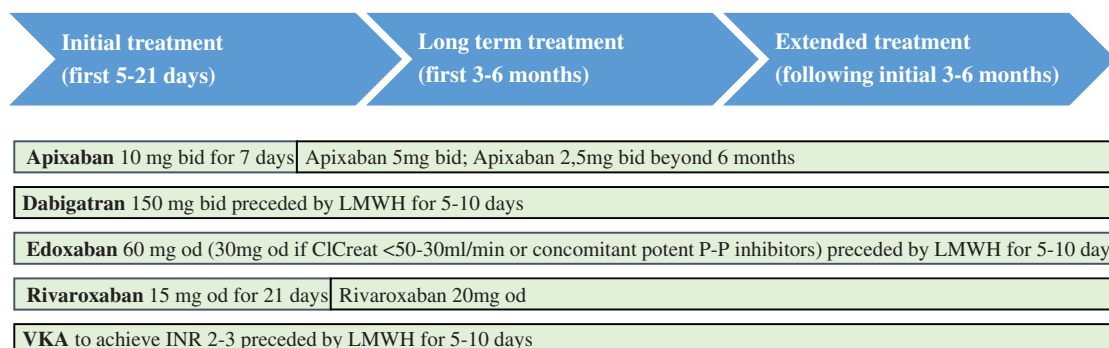 Initial treatment
(first 5-21 days)
Long term treatment
(first 3-6 months)
Extended treatment
(following initial 3-6 months)
Apixaban 10 mg bid for 7 days Apixaban 5mg bid; Apixaban 2,5mg bid beyond 6 months
Dabigatran 150 mg bid preceded by LMWH for 5-10 days
Edoxaban 60 mg od (30mg od if ClCreat <50-30ml/min or concomitant potent P-P inhibitors) preceded by LMWH for 5-10 day
Rivaroxaban 15 mg od for 21 days Rivaroxaban 20mg od
VKA to achieve INR 2-3 preceded by LMWH for 5-10 days